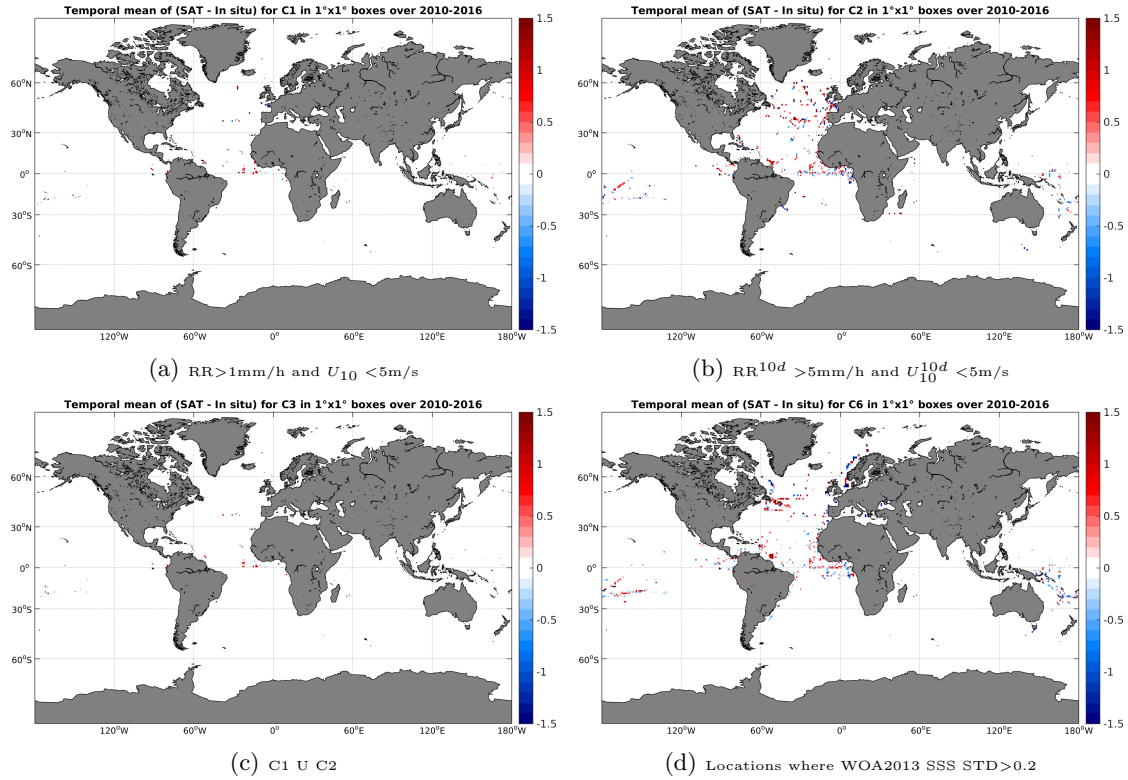 Temporal mean of (SAT - In situ) for C1 in 1°x1° boxes over 2010-2016
1.5
1
0.5
0
-0.5
-1
-1.5
60°N
30°N
0°
30°S
60°S
120°W
60°W
0°
60°E
120°E
180°W
(a) RR>1mm/h and U10 <5m/s
Temporal mean of (SAT - In situ) for C2 in 1°x1° boxes over 2010-2016
1.5
1
0.5
0
-0.5
-1
-1.5
60°N
30°N
0°
30°S
60°S
120°W
60°W
0°
60°E
120°E
180°W
(b) RR10d >5mm/h and U10d10 <5m/s
Temporal mean of (SAT - In situ) for C3 in 1°x1° boxes over 2010-2016
1.5
1
0.5
0
-0.5
-1
-1.5
60°N
30°N
0°
30°S
60°S
120°W
60°W
0°
60°E
120°E
180°W
(c) C1 U C2
Temporal mean of (SAT - In situ) for C6 in 1°x1° boxes over 2010-2016
1.5
1
0.5
0
-0.5
-1
-1.5
60°N
30°N
0°
30°S
60°S
120°W
60°W
0°
60°E
120°E
180°W
(d) Locations where WOA2013 SSS STD>0.2